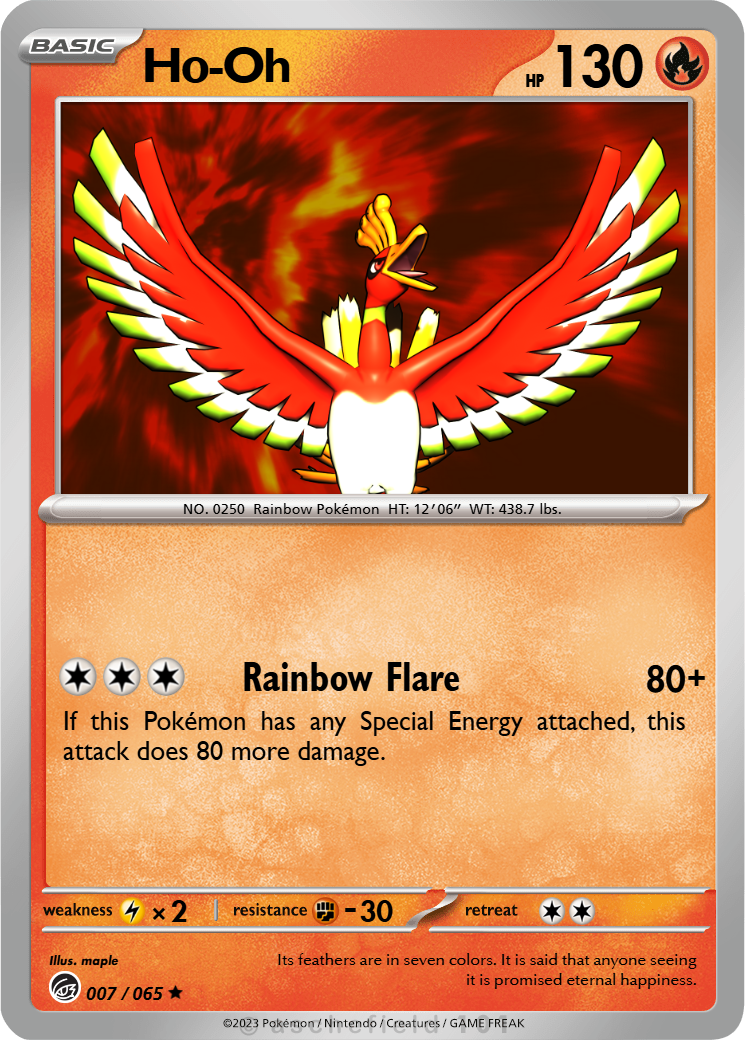 BASIC Ho-Oh HP 130
NO. 0250 Rainbow Pokémon HT: 12′06″ WT: 438.7 lbs.
Rainbow Flare 80+
If this Pokémon has any Special Energy attached, this
attack does 80 more damage.
weakness × 2 resistance -30 retreat
Illus. maple
Its feathers are in seven colors. It is said that anyone seeing
it is promised eternal happiness.
007 / 065 ★
©2023 Pokémon / Nintendo / Creatures / GAME FREAK